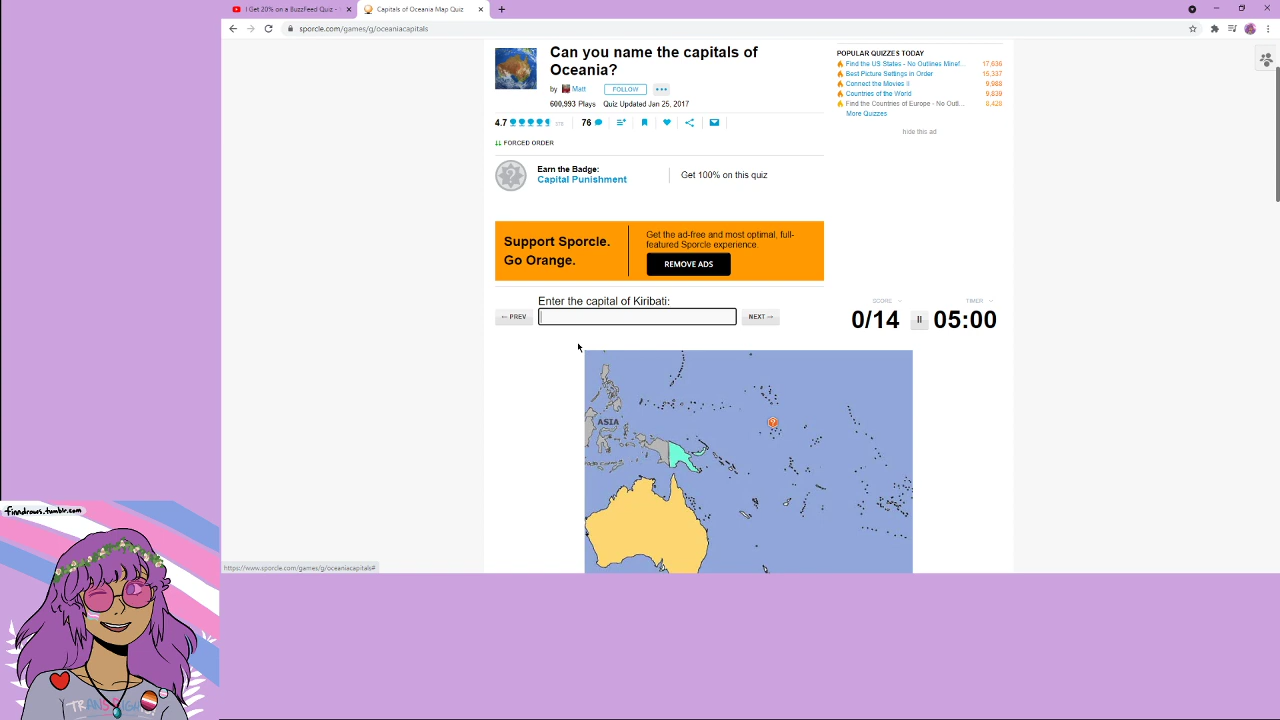 I Get 20% on a BuzzFeed Quiz -
Capitals of Oceania Map Quiz
sporcle.com/games/g/oceaniacapitals
Can you name the capitals of
Oceania?
by Matt FOLLOW
600,993 Plays Quiz Updated Jan 25, 2017
4.7 76
FORCED ORDER
Earn the Badge:
Capital Punishment
Get 100% on this quiz
POPULAR QUIZZES TODAY
Find the US States - No Outlines Minef... 17,636
Best Picture Settings in Order 15,337
Connect the Movies II 9,988
Countries of the World 9,839
Find the Countries of Europe - No Outl... 8,428
More Quizzes
hide this ad
Support Sporcle.
Go Orange.
Get the ad-free and most optimal, full-
featured Sporcle experience.
REMOVE ADS
Enter the capital of Kiribati:
← PREV
NEXT →
SCORE
0/14
TIMER
05:00
ASIA
https://www.sporcle.com/games/g/oceaniacapitals#
finndraws.tumblr.com